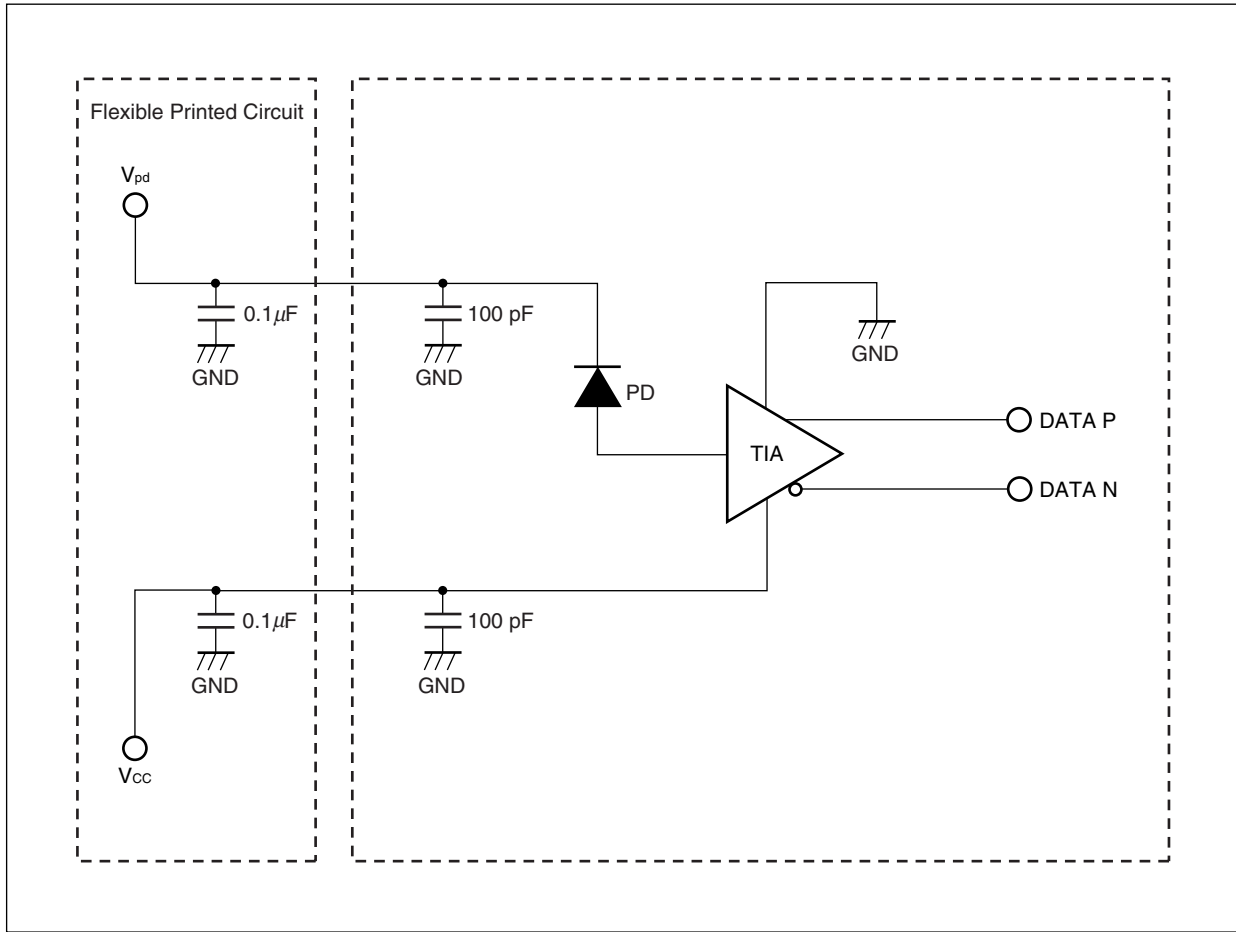 Flexible Printed Circuit
Vpd
0.1μF
GND
100 pF
GND
PD
GND
TIA
DATA P
DATA N
0.1μF
GND
100 pF
GND
VCC